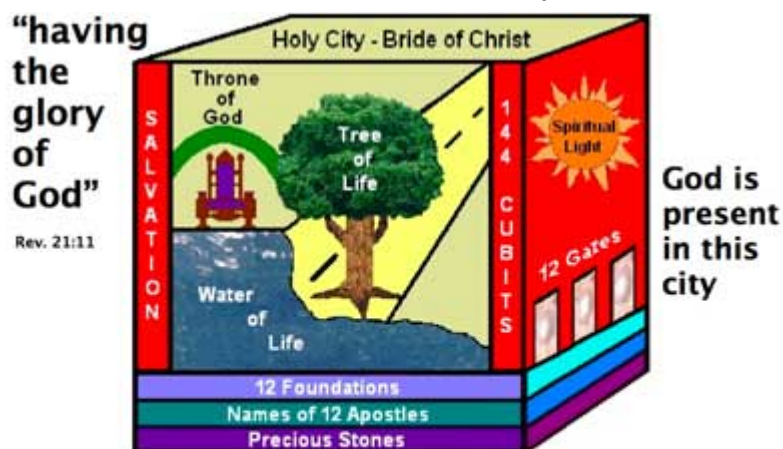 "having
the
glory
of
God"
Rev. 21:11
Holy City - Bride of Christ
SALVATION
Throne
of
God
Tree
of
Life
Water
of
Life
144 CUBITS
Spiritual
Light
12 Gates
12 Foundations
Names of 12 Apostles
Precious Stones
God is
present
in this
city